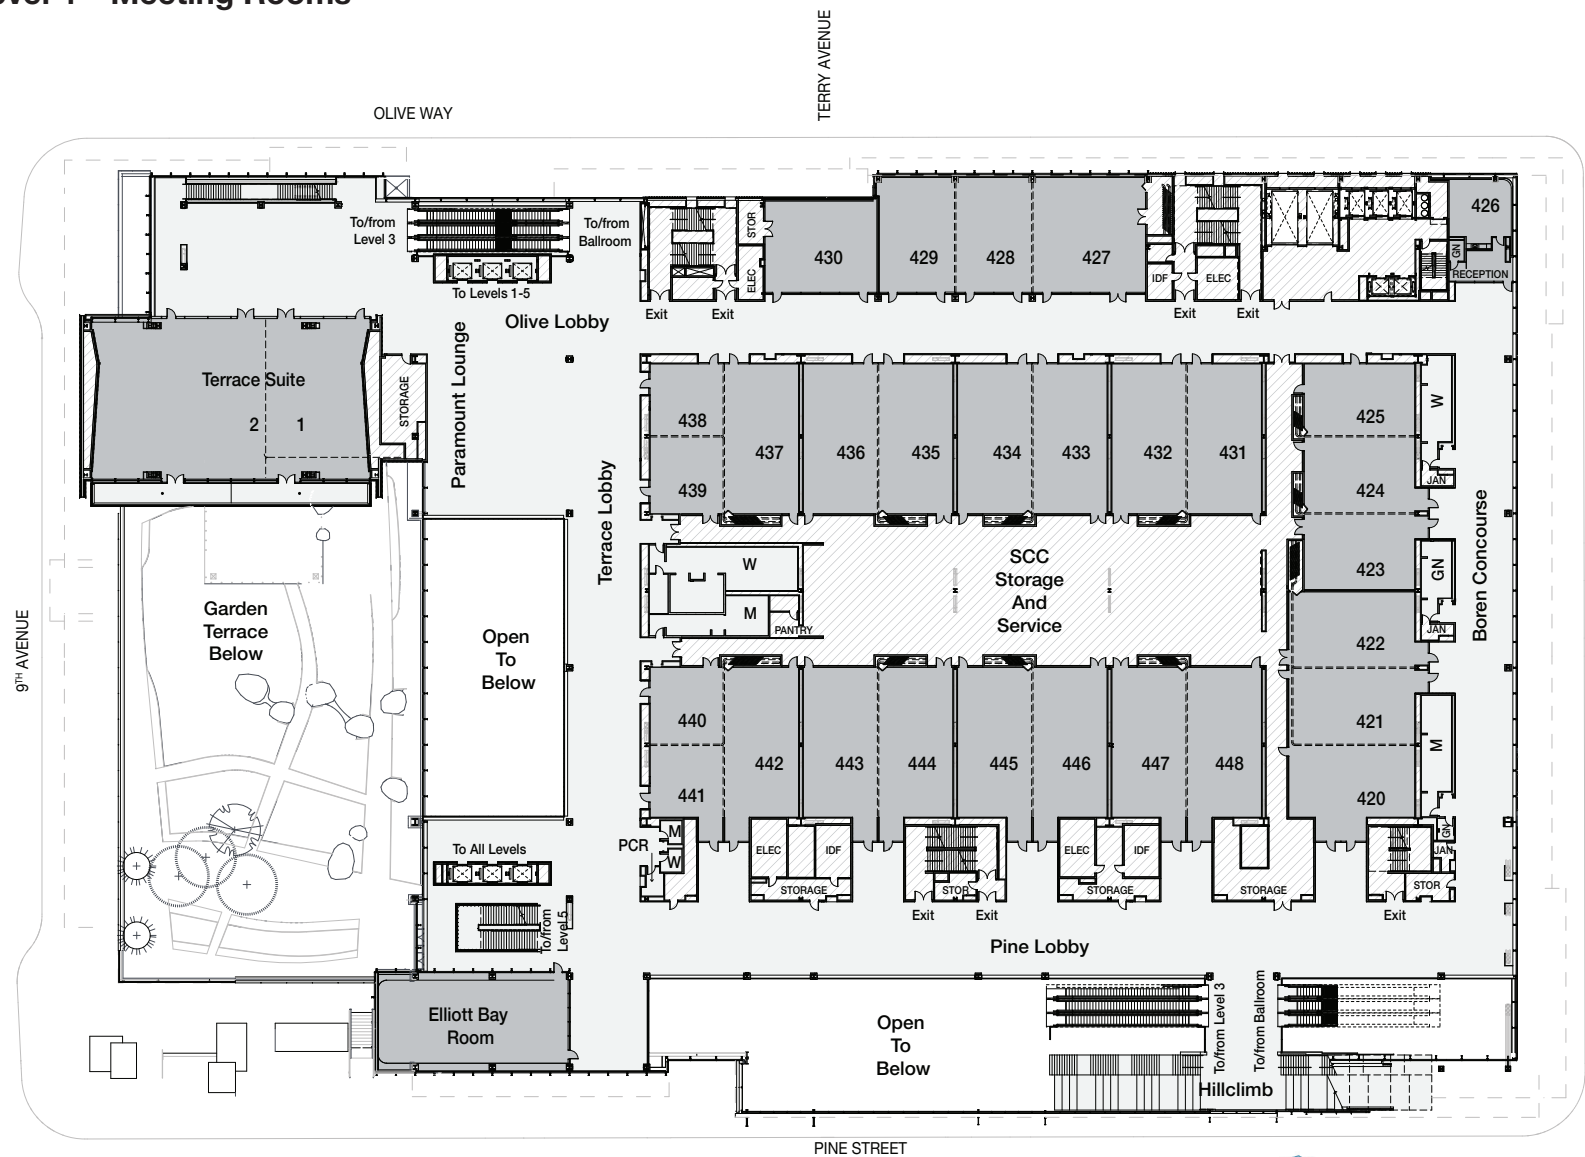 Meeting Rooms
TERRY AVENUE
OLIVE WAY
To/from
Level 3
To/from
Ballroom
To Levels 1-5
Olive Lobby
STOR
ELEC
Exit
Exit
430
429
428
427
IDF
ELEC
Exit
Exit
426
GN
RECEPTION
Terrace Suite
2
1
STORAGE
Paramount Lounge
Terrace Lobby
438
439
437
436
435
434
433
432
431
425
424
423
422
421
420
W
JAN
GN
JAN
M
GN
JAN
STOR
Exit
Boren Concourse
W
M
PANTRY
SCC
Storage
And
Service
9TH AVENUE
Garden
Terrace
Below
Open
To
Below
440
441
442
443
444
445
446
447
448
PCR
M
W
ELEC
IDF
STORAGE
STOR
Exit
Exit
ELEC
IDF
STORAGE
STORAGE
To All Levels
To/from
Level 5
Pine Lobby
Elliott Bay
Room
Open
To
Below
To/from Level 3
To/from Ballroom
Hillclimb
PINE STREET